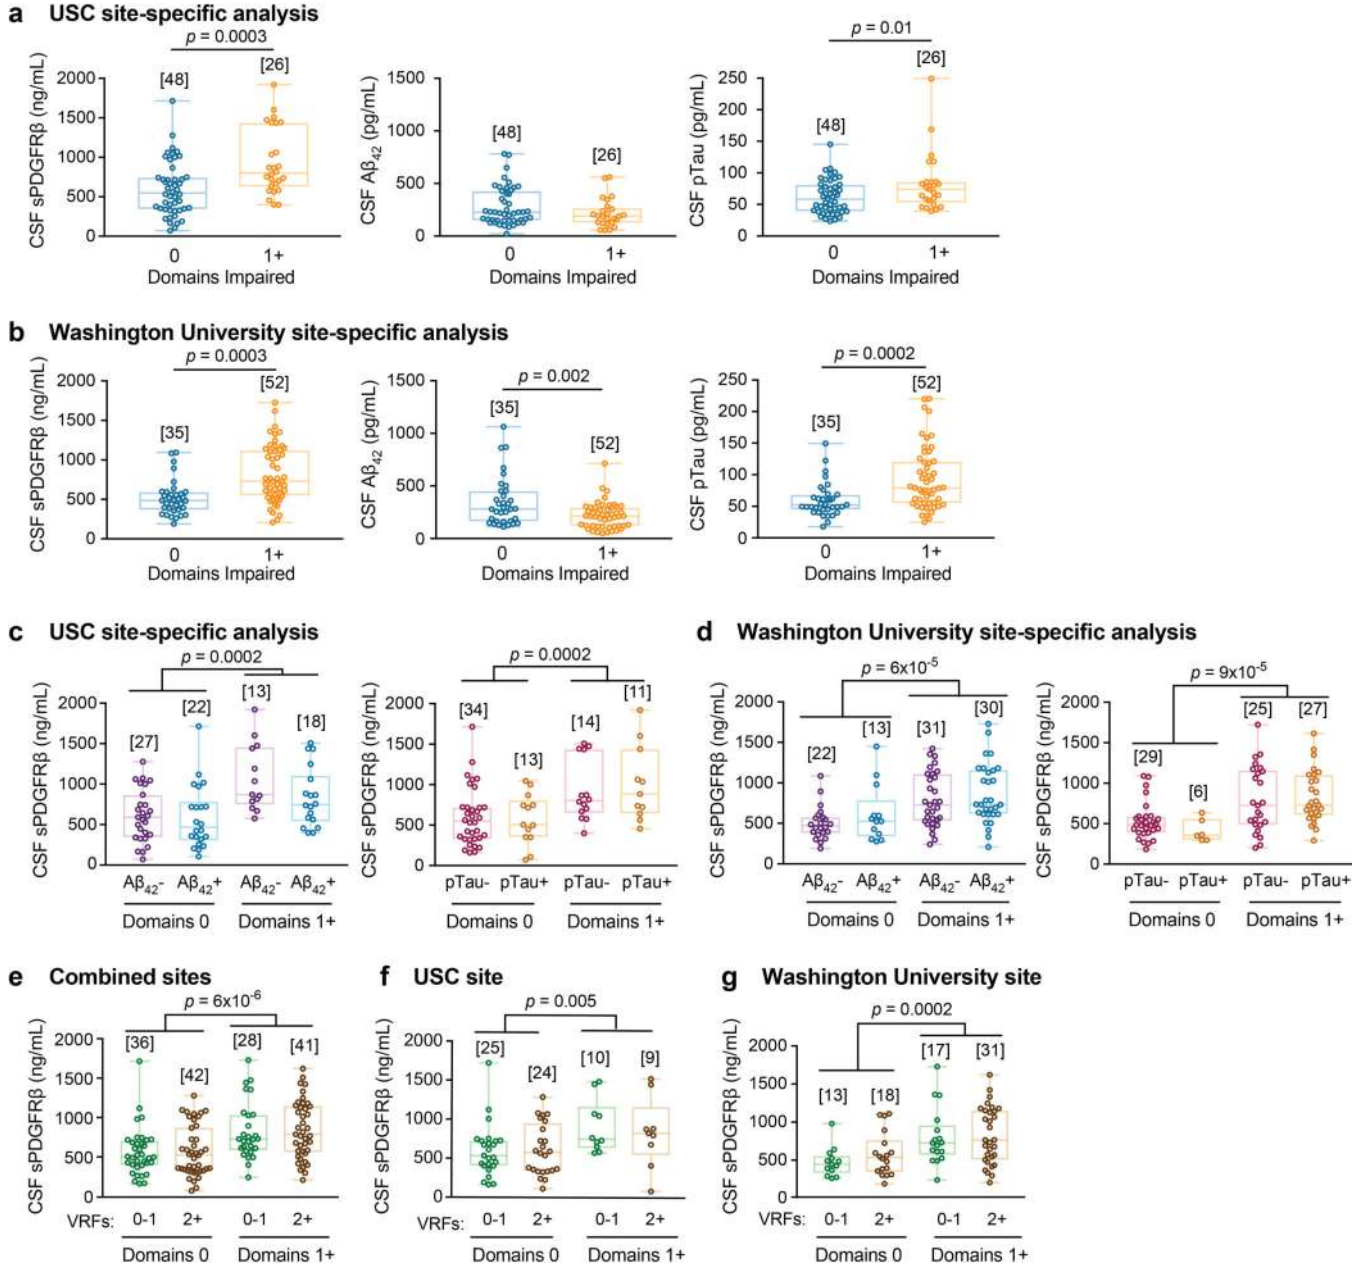 a USC site-specific analysis
p = 0.0003
p = 0.01
[48] [26] [48] [26] [48] [26]
CSF sPDGFRβ (ng/mL)
2000
1500
1000
500
0
0 1+
Domains Impaired
CSF Aβ42 (pg/mL)
1500
1000
500
0
0 1+
Domains Impaired
CSF pTau (pg/mL)
250
200
150
100
50
0
0 1+
Domains Impaired
b Washington University site-specific analysis
p = 0.0003
p = 0.002
p = 0.0002
[35] [52] [35] [52] [35] [52]
CSF sPDGFRβ (ng/mL)
2000
1500
1000
500
0
0 1+
Domains Impaired
CSF Aβ42 (pg/mL)
1500
1000
500
0
0 1+
Domains Impaired
CSF pTau (pg/mL)
250
200
150
100
50
0
0 1+
Domains Impaired
c USC site-specific analysis
p = 0.0002
[27] [22] [13] [18]
CSF sPDGFRβ (ng/mL)
2000
1500
1000
500
0
Aβ42- Aβ42+ Aβ42- Aβ42+
Domains 0 Domains 1+
p = 0.0002
[34] [13] [14] [11]
CSF sPDGFRβ (ng/mL)
2000
1500
1000
500
0
pTau- pTau+ pTau- pTau+
Domains 0 Domains 1+
d Washington University site-specific analysis
p = 6x10-5
[22] [13] [31] [30]
CSF sPDGFRβ (ng/mL)
2000
1500
1000
500
0
Aβ42- Aβ42+ Aβ42- Aβ42+
Domains 0 Domains 1+
p = 9x10-5
[29] [6] [25] [27]
CSF sPDGFRβ (ng/mL)
2000
1500
1000
500
0
pTau- pTau+ pTau- pTau+
Domains 0 Domains 1+
e Combined sites
p = 6x10-6
[36] [42] [28] [41]
CSF sPDGFRβ (ng/mL)
2000
1500
1000
500
0
VRFs: 0-1 2+ 0-1 2+
Domains 0 Domains 1+
f USC site
p = 0.005
[25] [24] [10] [9]
CSF sPDGFRβ (ng/mL)
2000
1500
1000
500
0
VRFs: 0-1 2+ 0-1 2+
Domains 0 Domains 1+
g Washington University site
p = 0.0002
[13] [18] [17] [31]
CSF sPDGFRβ (ng/mL)
2000
1500
1000
500
0
VRFs: 0-1 2+ 0-1 2+
Domains 0 Domains 1+